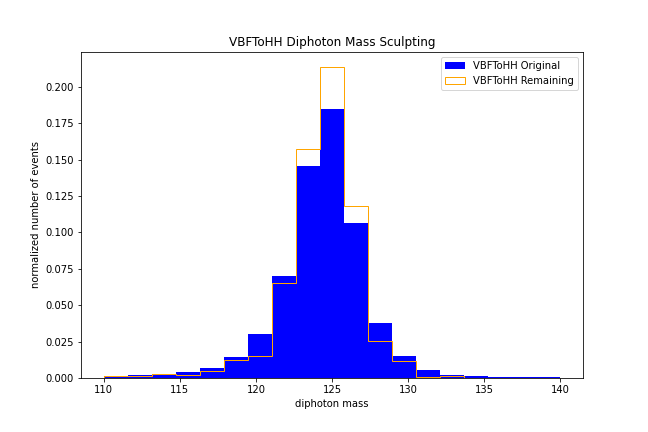 VBFToHH Diphoton Mass Sculpting
VBFToHH Original
VBFToHH Remaining
normalized number of events
0.200
0.175
0.150
0.125
0.100
0.075
0.050
0.025
0.000
110 115 120 125 130 135 140
diphoton mass